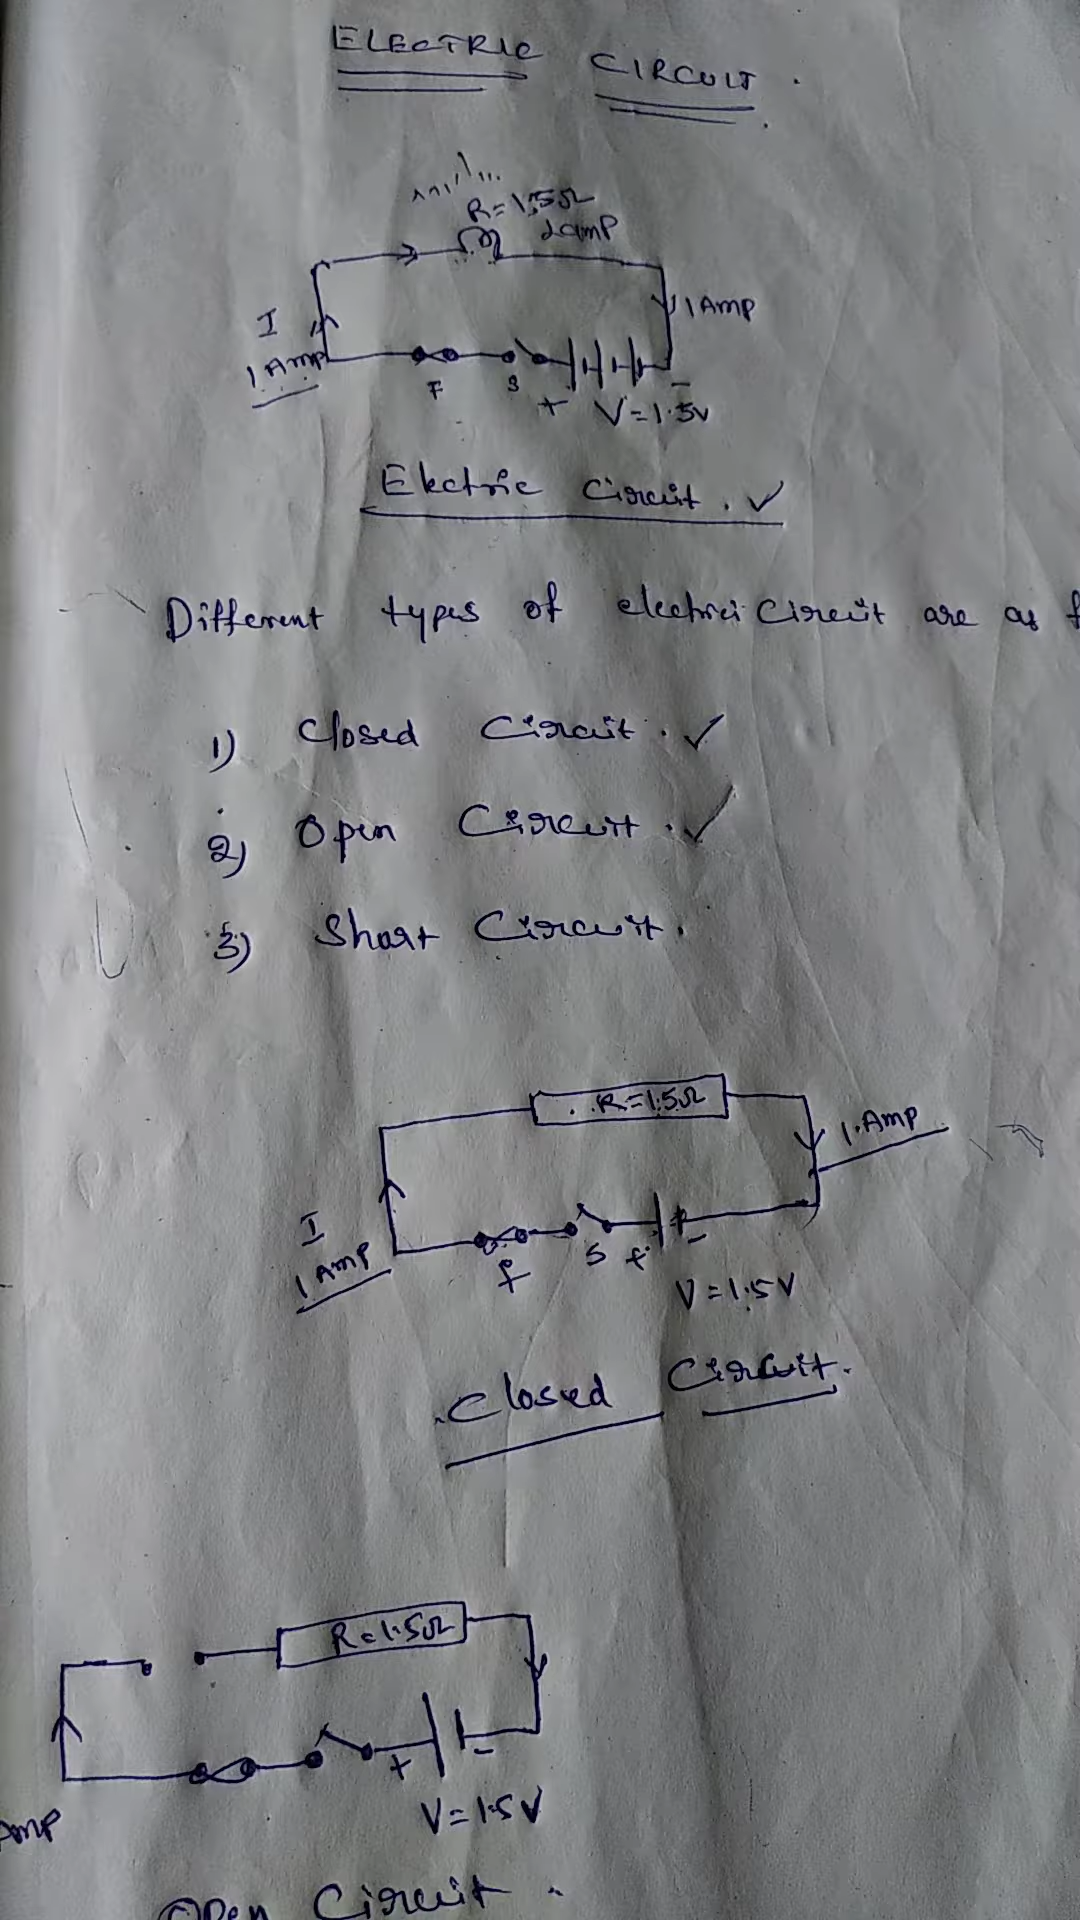 ELECTRIC CIRCUIT.
R=1.5Ω
1 AMP
I
1 AMP
F S + -
V=1.5V
Electric Circuit. ✓
Different types of electric Circuit are as
1) Closed Circuit. ✓
2) Open Circuit. ✓
3) Short Circuit.
R=1.5Ω
1.AMP
I
1 AMP
f S + -
V=1.5V
Closed Circuit.
R=1.5Ω
+ -
V=1.5V
AMP
Open Circuit.